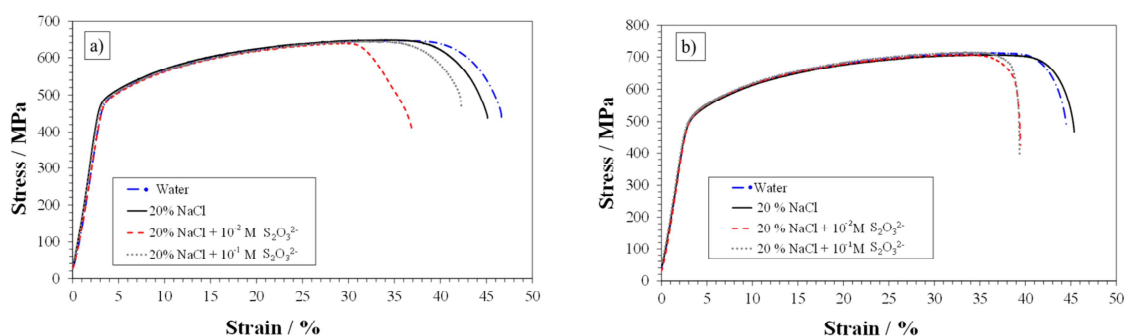 a)
700
600
500
400
300
200
100
0
Stress / MPa
Water
20% NaCl
20% NaCl + 10⁻² M S₂O₃²⁻
20% NaCl + 10⁻¹ M S₂O₃²⁻
0 5 10 15 20 25 30 35 40 45 50
Strain / %
b)
800
700
600
500
400
300
200
100
0
Stress / MPa
Water
20 % NaCl
20 % NaCl + 10⁻²M S₂O₃²⁻
20 % NaCl + 10⁻¹M S₂O₃²⁻
0 5 10 15 20 25 30 35 40 45 50
Strain / %